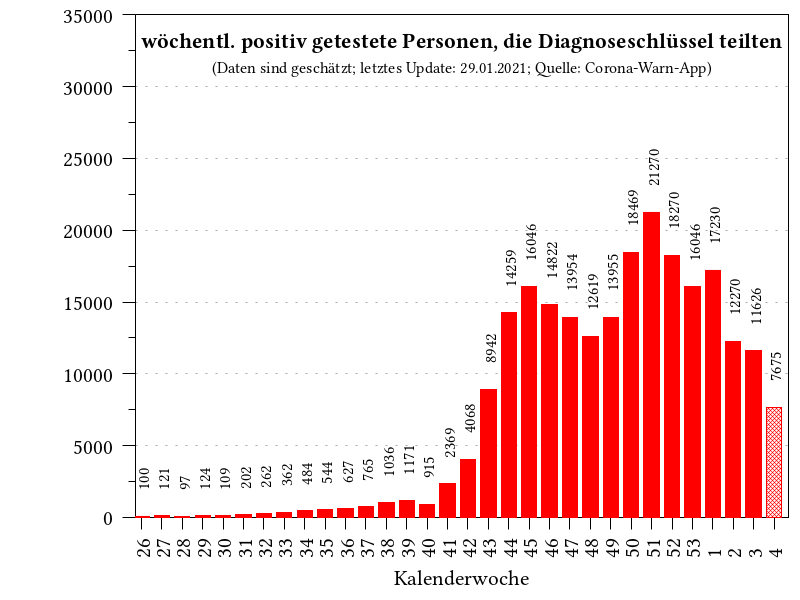 wöchentl. positiv getestete Personen, die Diagnoseschlüssel teilten
(Daten sind geschätzt; letztes Update: 29.01.2021; Quelle: Corona-Warn-App)
35000
30000
25000
20000
15000
10000
5000
0
100 121 97 124 109 202 262 362 484 544 627 765 1036 1171 915 2369 4068 8942 14259 16046 14822 13954 12619 13955 18469 21270 18270 16046 17230 12270 11626 7675
26 27 28 29 30 31 32 33 34 35 36 37 38 39 40 41 42 43 44 45 46 47 48 49 50 51 52 53 1 2 3 4
Kalenderwoche